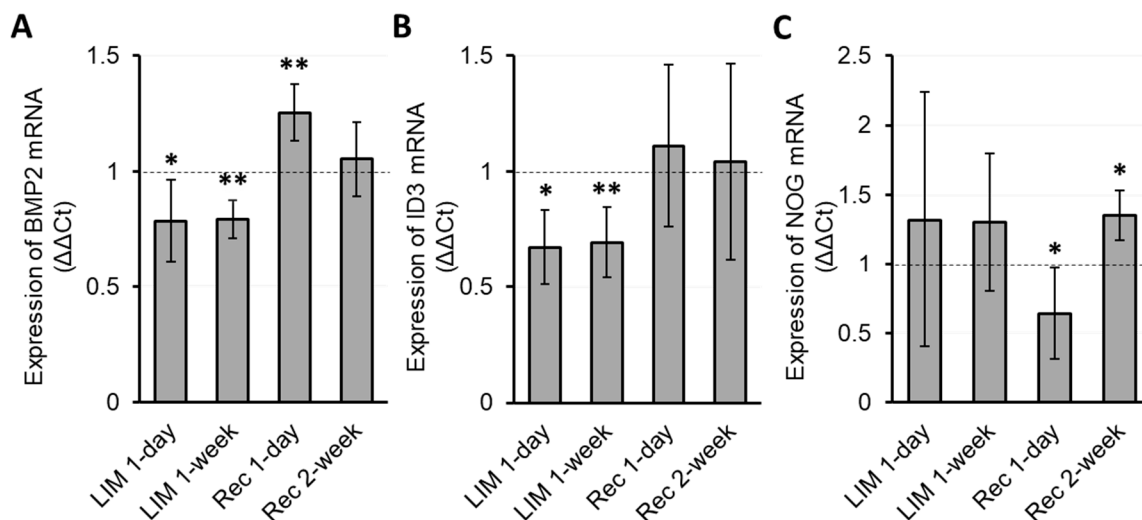 A
Expression of BMP2 mRNA
(ΔΔCt)
1.5
1
0.5
0
*
**
**
LIM 1-day
LIM 1-week
Rec 1-day
Rec 2-week
B
Expression of ID3 mRNA
(ΔΔCt)
1.5
1
0.5
0
*
**
LIM 1-day
LIM 1-week
Rec 1-day
Rec 2-week
C
Expression of NOG mRNA
(ΔΔCt)
2.5
2
1.5
1
0.5
0
*
*
LIM 1-day
LIM 1-week
Rec 1-day
Rec 2-week